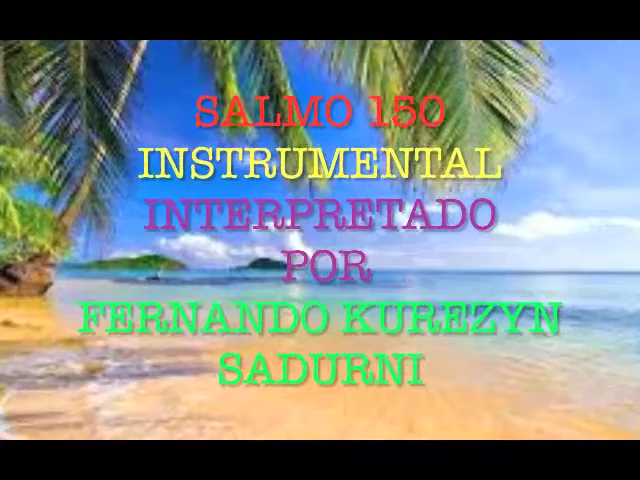 SALMO 150
INSTRUMENTAL
INTERPRETADO
POR
FERNANDO KUREZYN
SADURNI